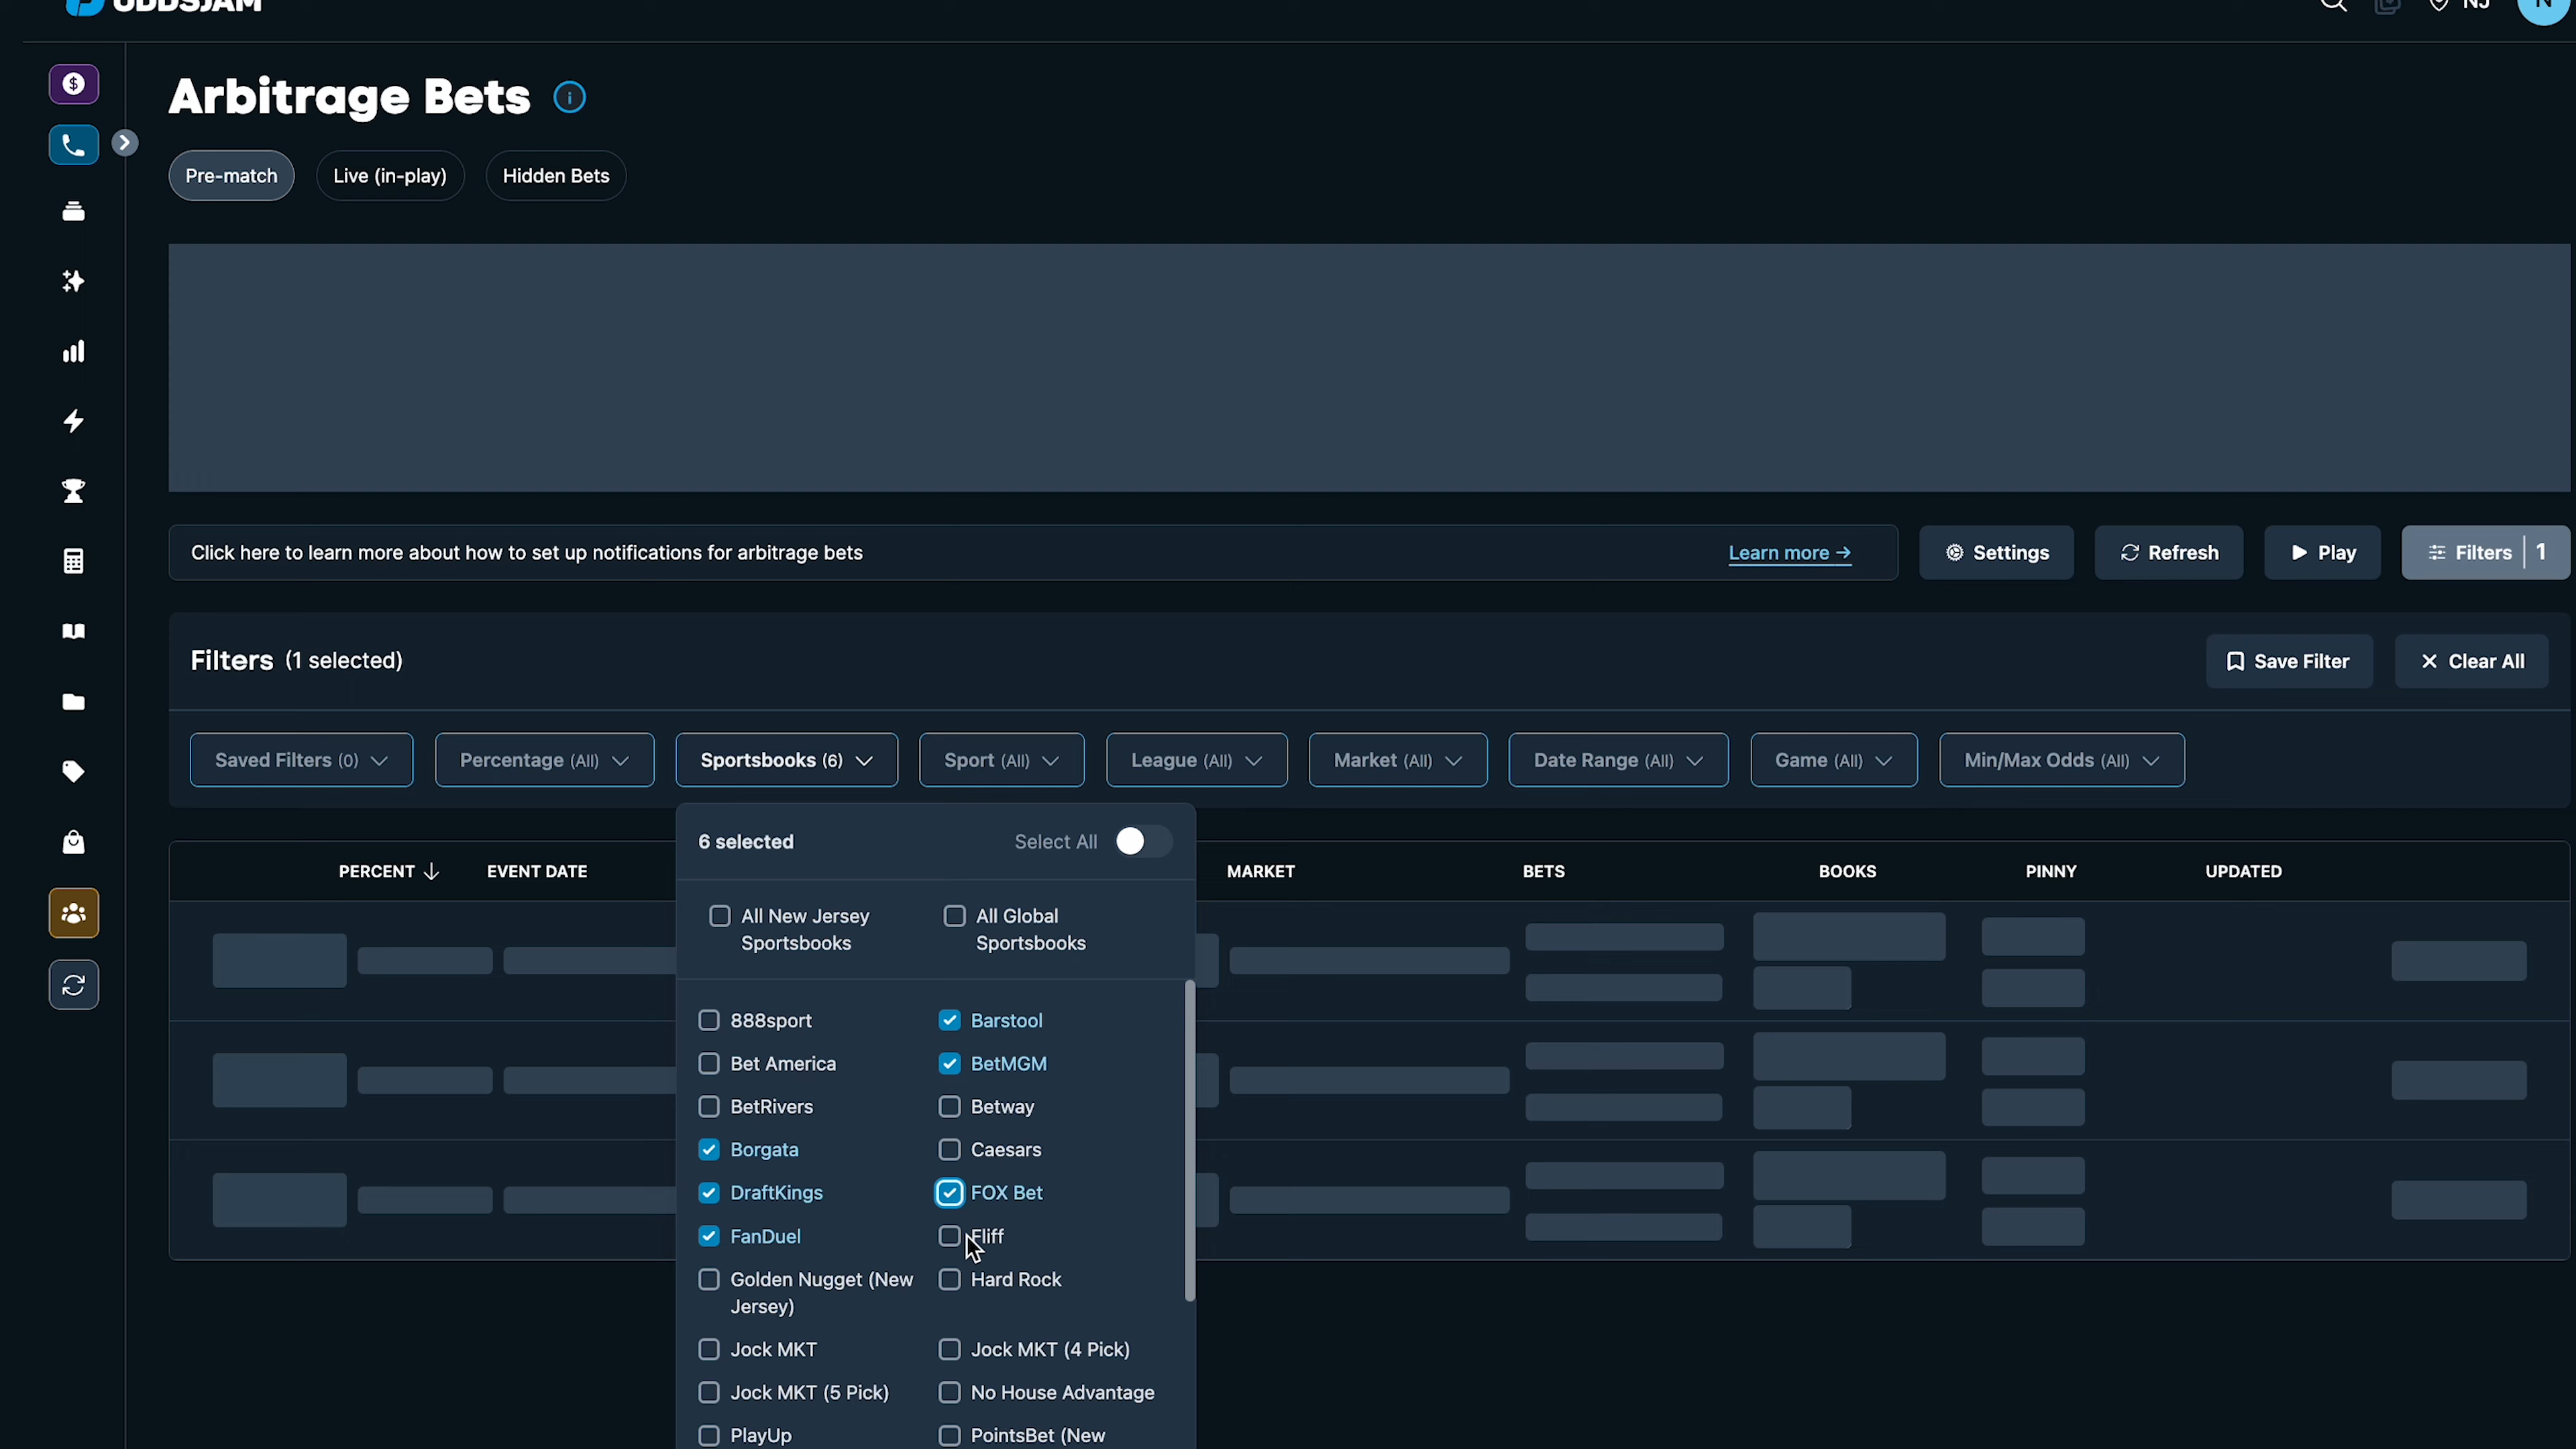 ODDSJAM
NJ
N
Arbitrage Bets
Pre-match
Live (in-play)
Hidden Bets
Click here to learn more about how to set up notifications for arbitrage bets
Learn more →
Settings
Refresh
Play
Filters 1
Filters (1 selected)
Save Filter
Clear All
Saved Filters (0)
Percentage (All)
Sportsbooks (6)
Sport (All)
League (All)
Market (All)
Date Range (All)
Game (All)
Min/Max Odds (All)
6 selected
Select All
PERCENT ↓
EVENT DATE
MARKET
BETS
BOOKS
PINNY
UPDATED
All New Jersey
Sportsbooks
All Global
Sportsbooks
888sport
Barstool
Bet America
BetMGM
BetRivers
Betway
Borgata
Caesars
DraftKings
FOX Bet
FanDuel
Fliff
Golden Nugget (New
Jersey)
Hard Rock
Jock MKT
Jock MKT (4 Pick)
Jock MKT (5 Pick)
No House Advantage
PlayUp
PointsBet (New